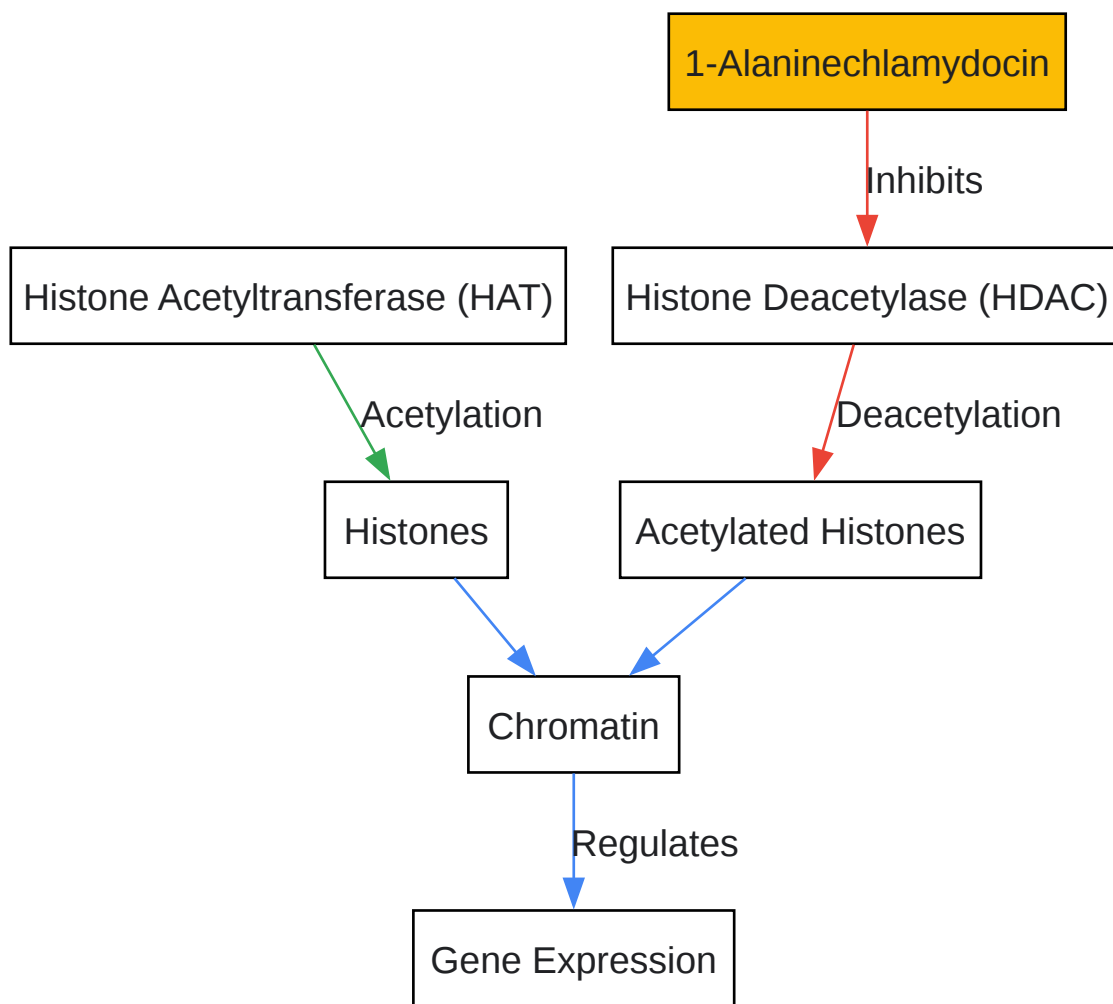 1-Alaninechlamydocin
Inhibits
Histone Acetyltransferase (HAT)
Histone Deacetylase (HDAC)
Acetylation
Deacetylation
Histones
Acetylated Histones
Chromatin
Regulates
Gene Expression